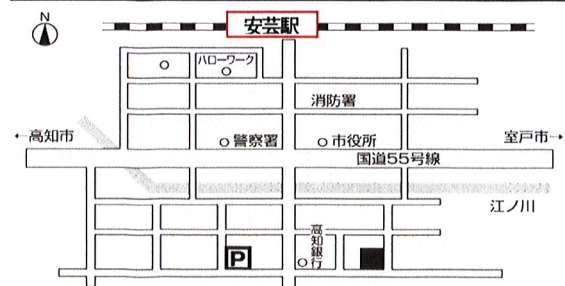 N
安芸駅
ハローワーク
消防署
←高知市
警察署
市役所
室戸市→
国道55号線
江ノ川
高知銀行
P